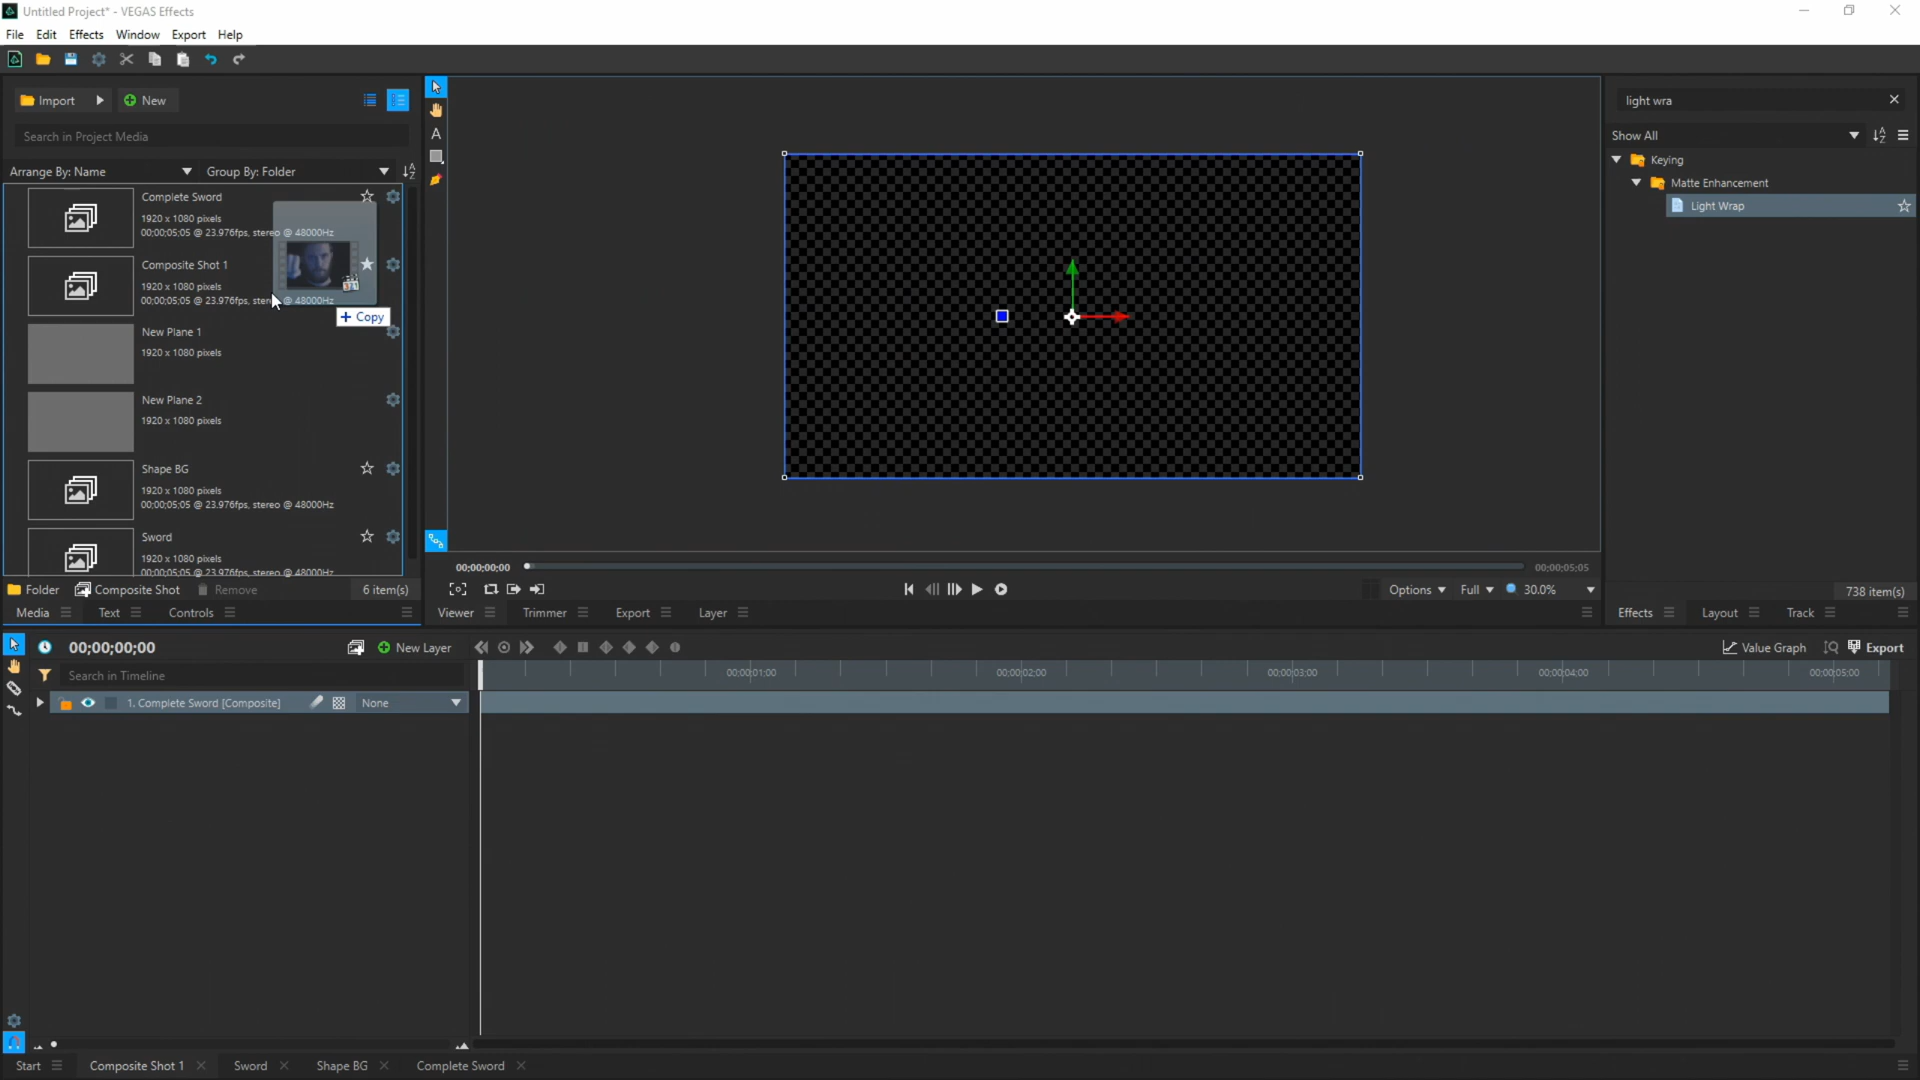 Untitled Project* - VEGAS Effects
File Edit Effects Window Export Help
Import New
Search in Project Media
Arrange By: Name Group By: Folder
Complete Sword
1920 x 1080 pixels
00;00;05;05 @ 23.976fps, stereo @ 48000Hz
Composite Shot 1
1920 x 1080 pixels
00;00;05;05 @ 23.976fps, stereo @ 48000Hz
+ Copy
New Plane 1
1920 x 1080 pixels
New Plane 2
1920 x 1080 pixels
Shape BG
1920 x 1080 pixels
00;00;05;05 @ 23.976fps, stereo @ 48000Hz
Sword
1920 x 1080 pixels
00;00;05;05 @ 23.976fps, stereo @ 48000Hz
Folder Composite Shot Remove 6 item(s)
Media Text Controls
A
00;00;00;00 00;00;05;05
Options Full 30.0%
Viewer Trimmer Export Layer
light wra
Show All
Keying
Matte Enhancement
Light Wrap
738 item(s)
Effects Layout Track
00;00;00;00 New Layer Value Graph Export
Search in Timeline
00;00;01;00 00;00;02;00 00;00;03;00 00;00;04;00 00;00;05;00
1. Complete Sword [Composite] None
Start Composite Shot 1 Sword Shape BG Complete Sword